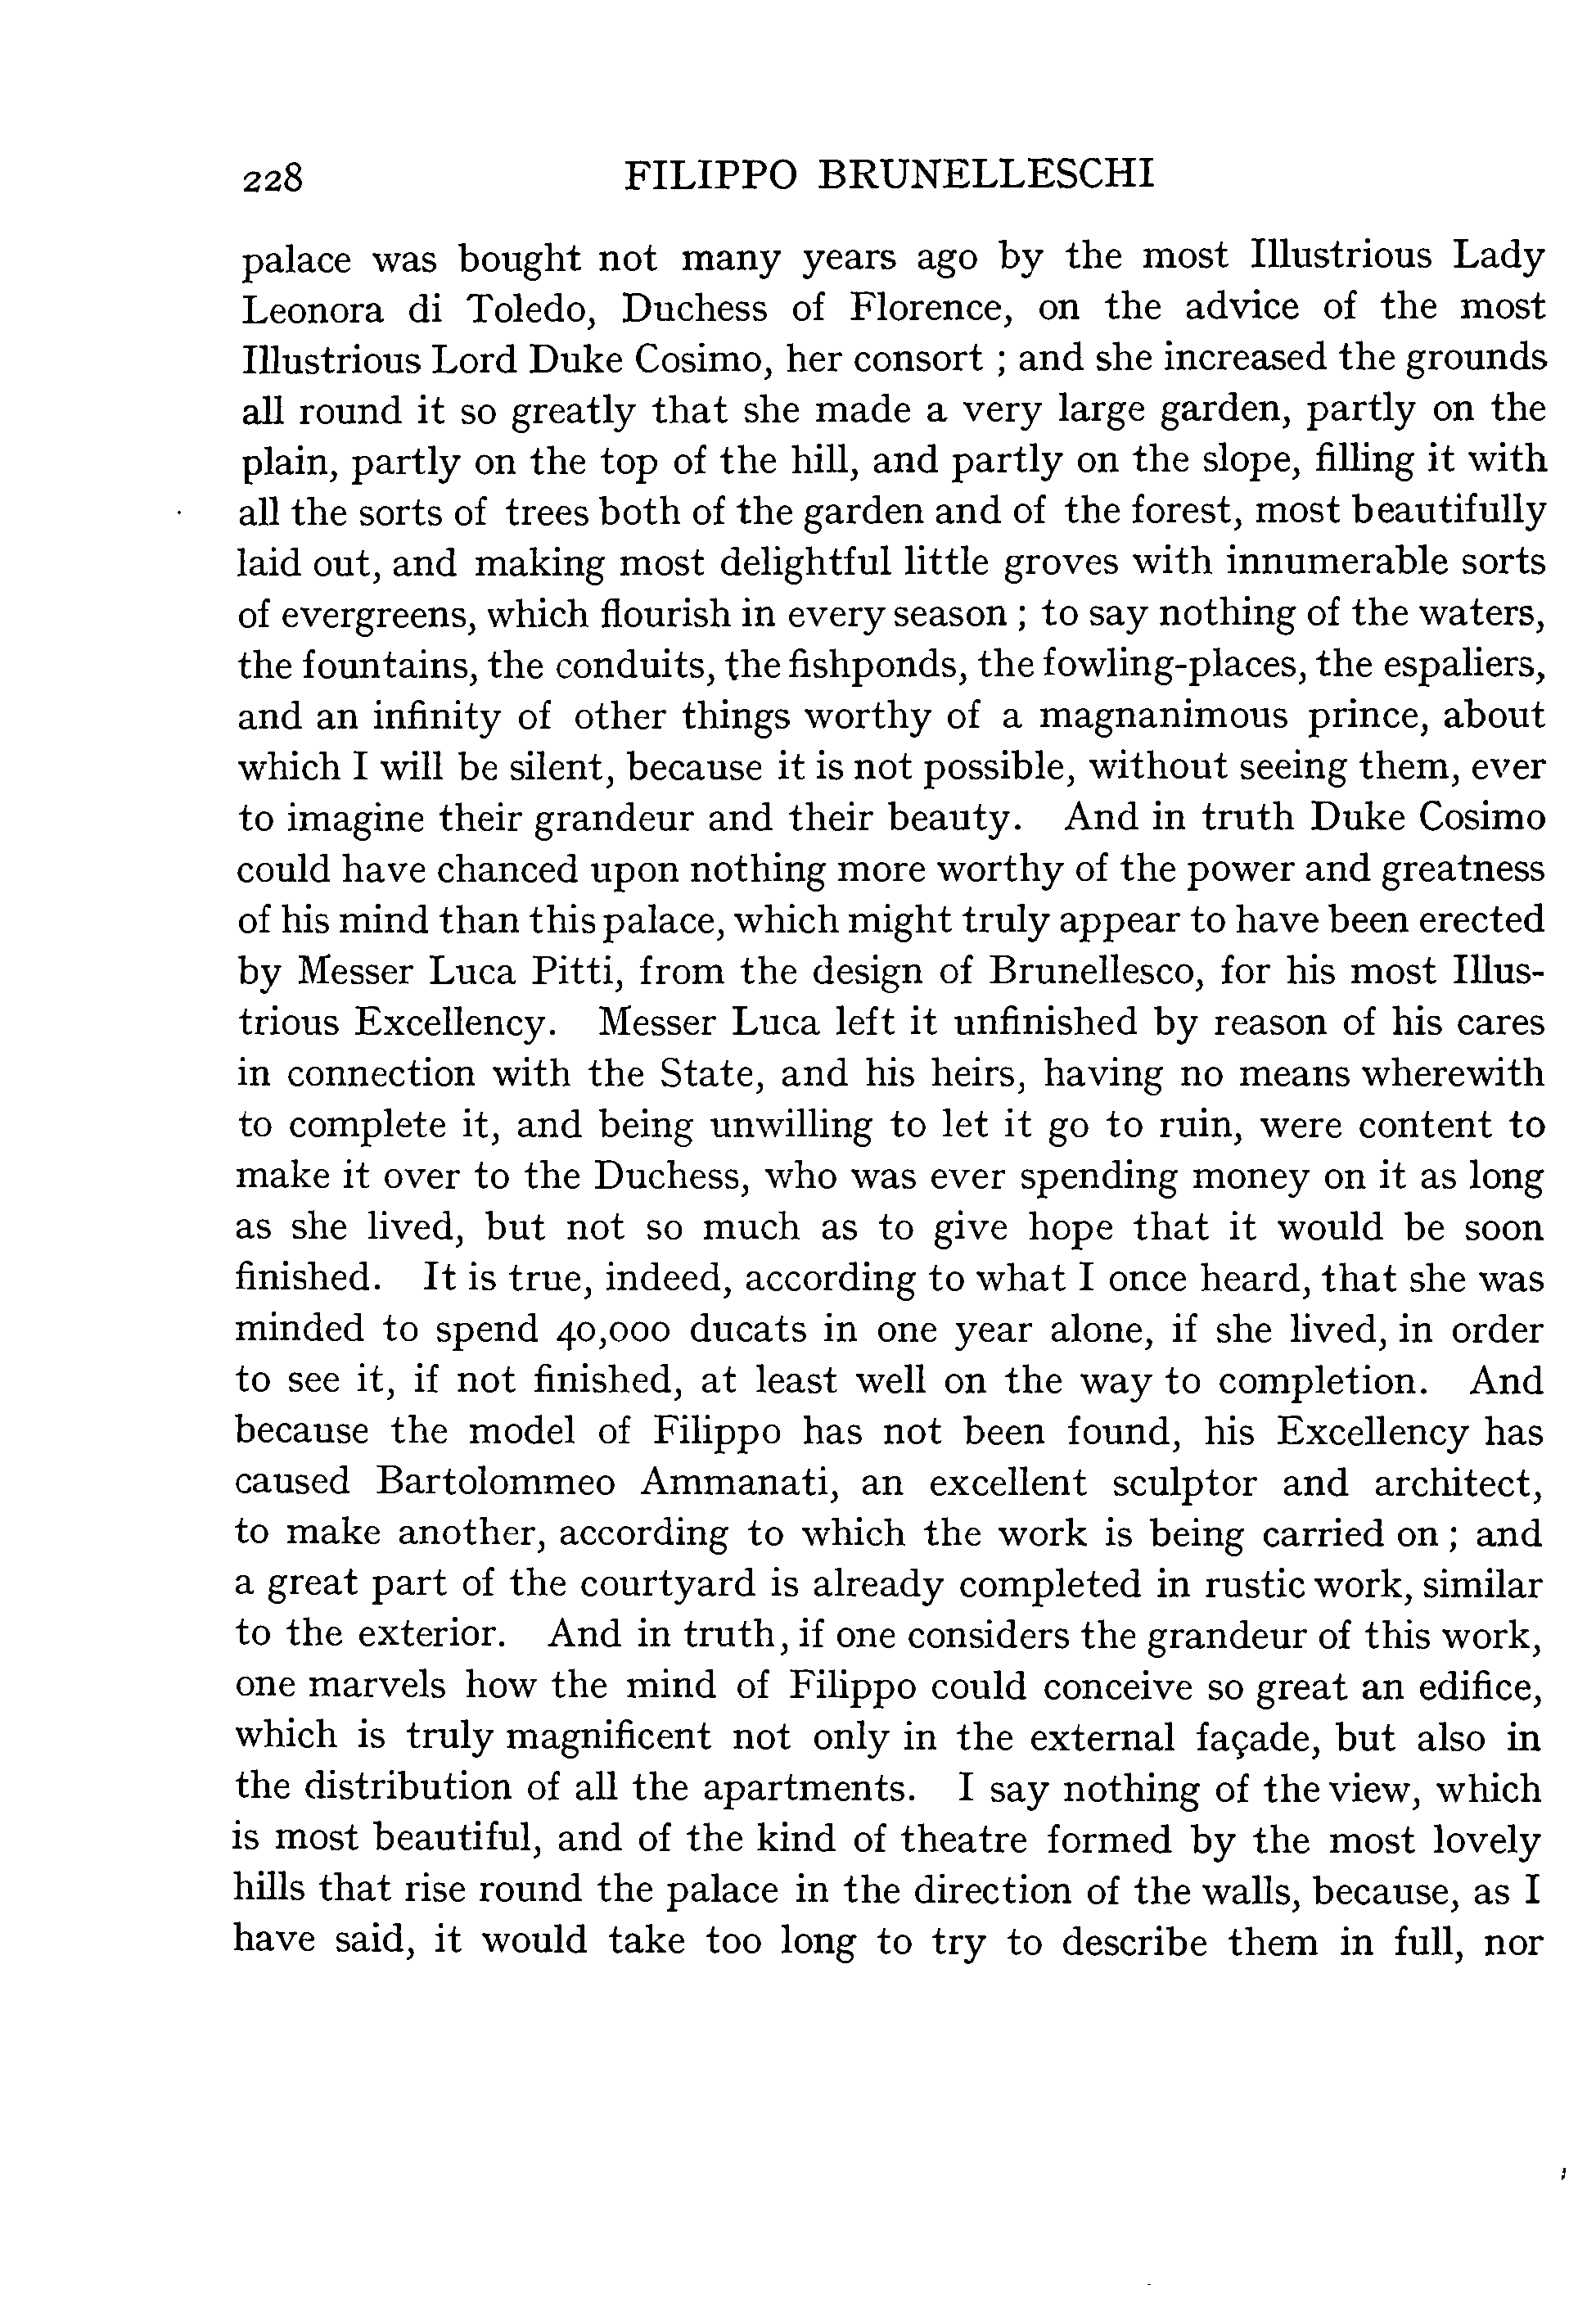 228 FILIPPO BRUNELLESCHI
palace was bought not many years ago by the most Illustrious Lady
Leonora di Toledo, Duchess of Florence, on the advice of the most
Illustrious Lord Duke Cosimo, her consort ; and she increased the grounds
all round it so greatly that she made a very large garden, partly on the
plain, partly on the top of the hill, and partly on the slope, filling it with
all the sorts of trees both of the garden and of the forest, most beautifully
laid out, and making most delightful little groves with innumerable sorts
of evergreens, which flourish in every season ; to say nothing of the waters,
the fountains, the conduits, the fishponds, the fowling-places, the espaliers,
and an infinity of other things worthy of a magnanimous prince, about
which I will be silent, because it is not possible, without seeing them, ever
to imagine their grandeur and their beauty. And in truth Duke Cosimo
could have chanced upon nothing more worthy of the power and greatness
of his mind than this palace, which might truly appear to have been erected
by Messer Luca Pitti, from the design of Brunellesco, for his most Illus-
trious Excellency. Messer Luca left it unfinished by reason of his cares
in connection with the State, and his heirs, having no means wherewith
to complete it, and being unwilling to let it go to ruin, were content to
make it over to the Duchess, who was ever spending money on it as long
as she lived, but not so much as to give hope that it would be soon
finished. It is true, indeed, according to what I once heard, that she was
minded to spend 40,000 ducats in one year alone, if she lived, in order
to see it, if not finished, at least well on the way to completion. And
because the model of Filippo has not been found, his Excellency has
caused Bartolommeo Ammanati, an excellent sculptor and architect,
to make another, according to which the work is being carried on ; and
a great part of the courtyard is already completed in rustic work, similar
to the exterior. And in truth, if one considers the grandeur of this work,
one marvels how the mind of Filippo could conceive so great an edifice,
which is truly magnificent not only in the external façade, but also in
the distribution of all the apartments. I say nothing of the view, which
is most beautiful, and of the kind of theatre formed by the most lovely
hills that rise round the palace in the direction of the walls, because, as I
have said, it would take too long to try to describe them in full, nor